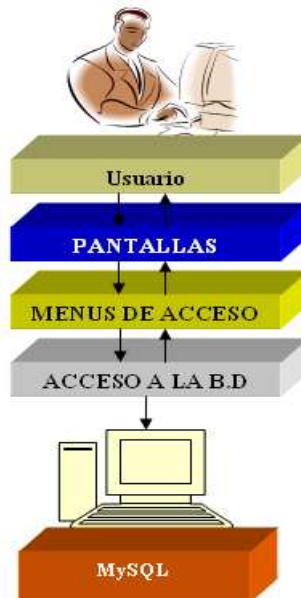 Usuario
PANTALLAS
MENUS DE ACCESO
ACCESO A LA B.D
MySQL